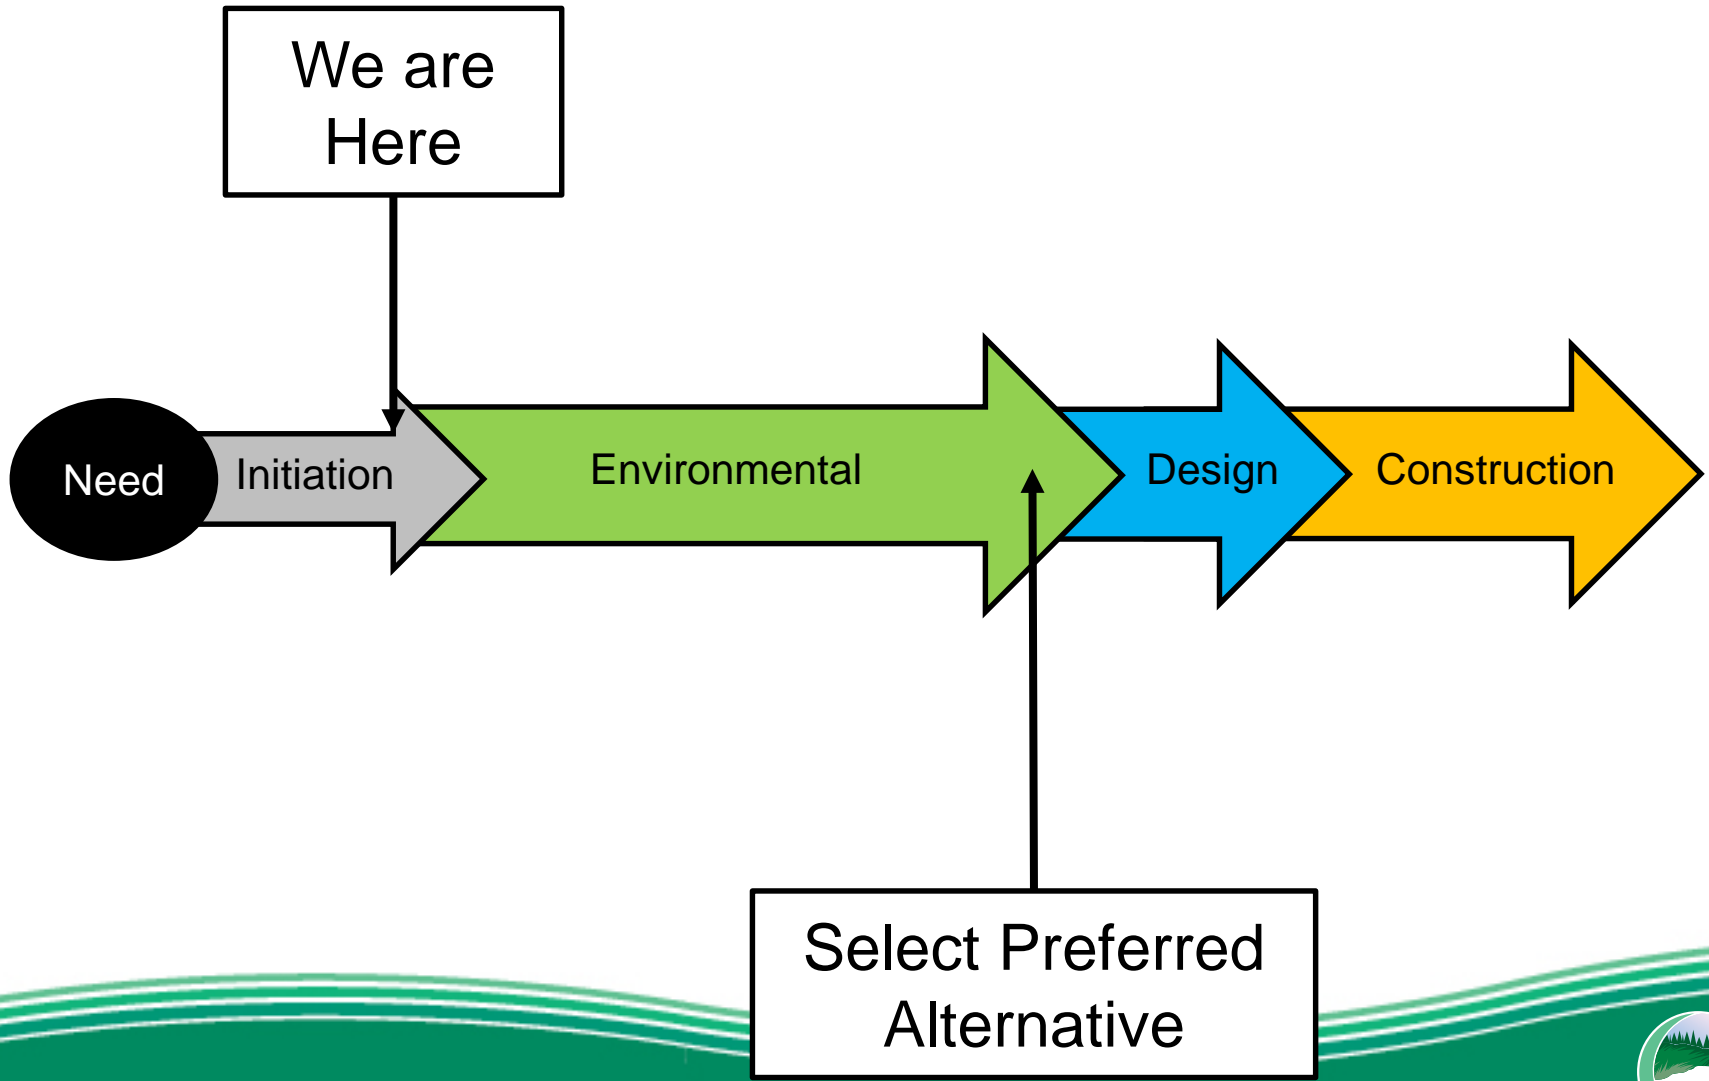 We are
Here
Need
Initiation
Environmental
Design
Construction
Select Preferred
Alternative